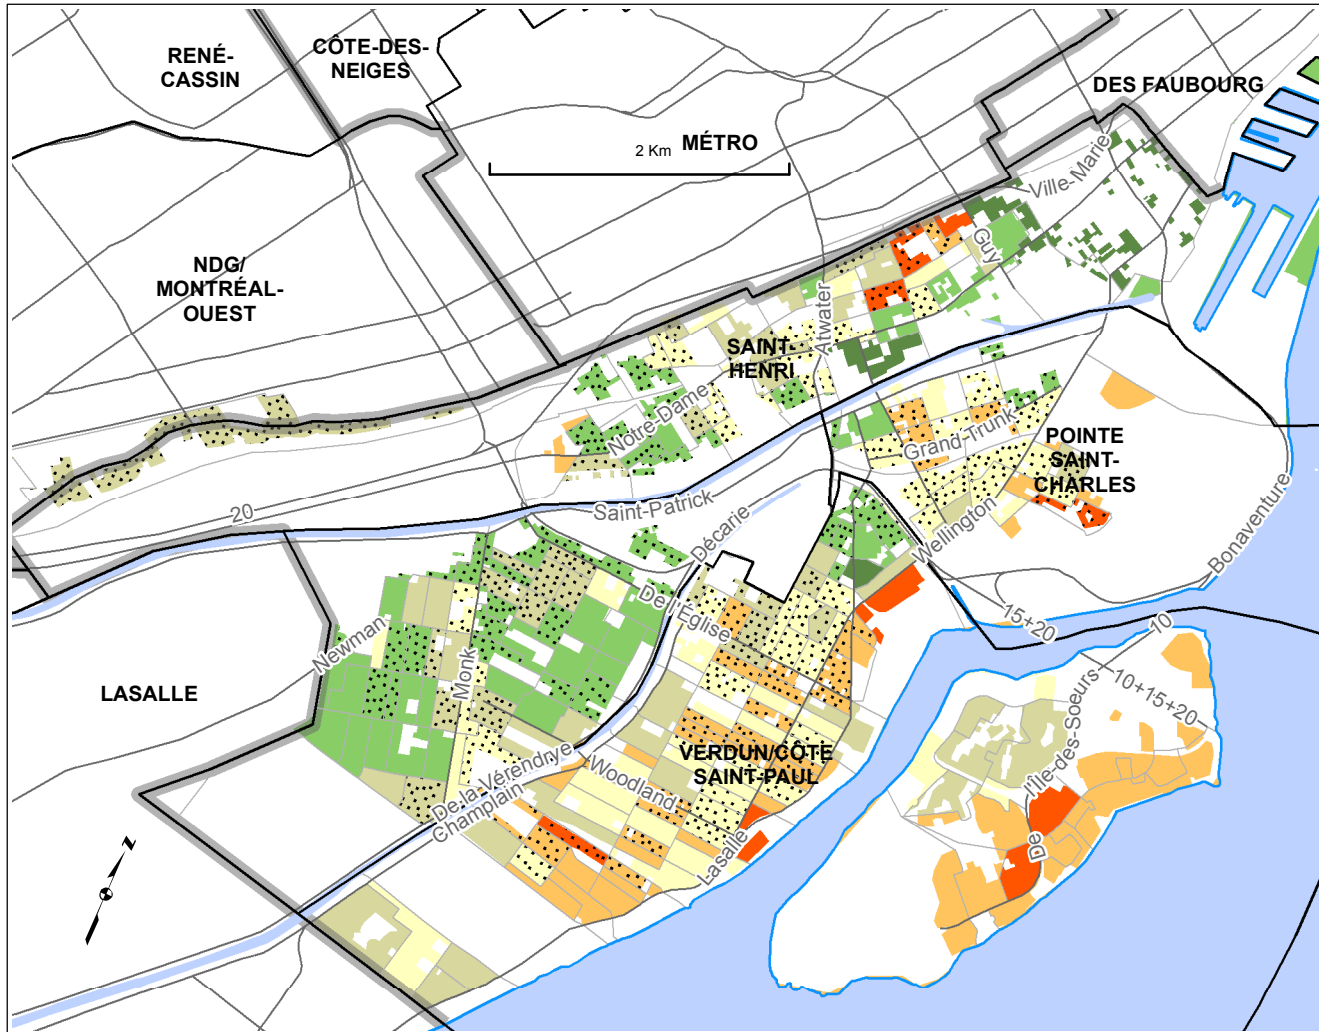 RENÉ-
CASSIN
CÔTE-DES-
NEIGES
DES FAUBOURG
2 Km
MÉTRO
Ville-Marie
Guy
NDG/
MONTRÉAL-
OUEST
Atwater
SAINT-
HENRI
Notre-Dame
Grand-Trunk
POINTE
SAINT-
CHARLES
20
Saint-Patrick
Décarie
Wellington
Bonaventure
De l'Église
15+20
10
Newman
Monk
LASALLE
10+15+20
De l'Île-des-Soeurs
VERDUN/CÔTE
SAINT-PAUL
De la Vérendrye
Champlain
Woodland
Lasalle
Z